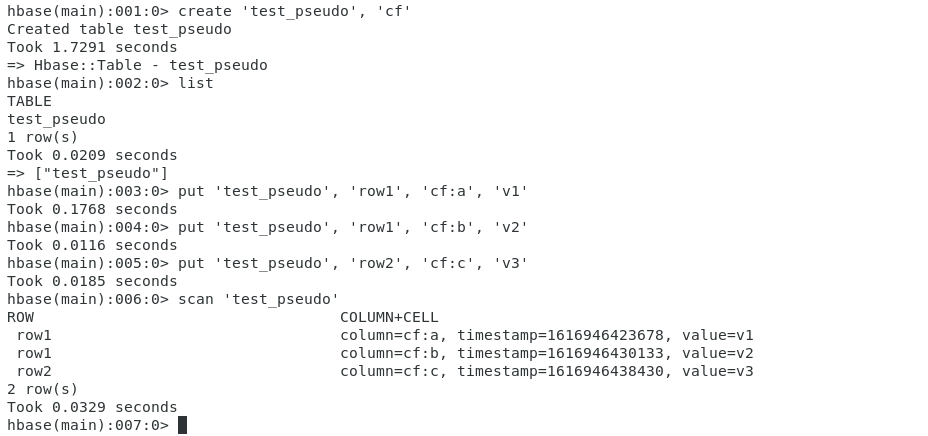 hbase(main):001:0> create 'test_pseudo', 'cf'
Created table test_pseudo
Took 1.7291 seconds
=> Hbase::Table - test_pseudo
hbase(main):002:0> list
TABLE
test_pseudo
1 row(s)
Took 0.0209 seconds
=> ["test_pseudo"]
hbase(main):003:0> put 'test_pseudo', 'row1', 'cf:a', 'v1'
Took 0.1768 seconds
hbase(main):004:0> put 'test_pseudo', 'row1', 'cf:b', 'v2'
Took 0.0116 seconds
hbase(main):005:0> put 'test_pseudo', 'row2', 'cf:c', 'v3'
Took 0.0185 seconds
hbase(main):006:0> scan 'test_pseudo'
ROW                                  COLUMN+CELL
 row1                                column=cf:a, timestamp=1616946423678, value=v1
 row1                                column=cf:b, timestamp=1616946430133, value=v2
 row2                                column=cf:c, timestamp=1616946438430, value=v3
2 row(s)
Took 0.0329 seconds
hbase(main):007:0>